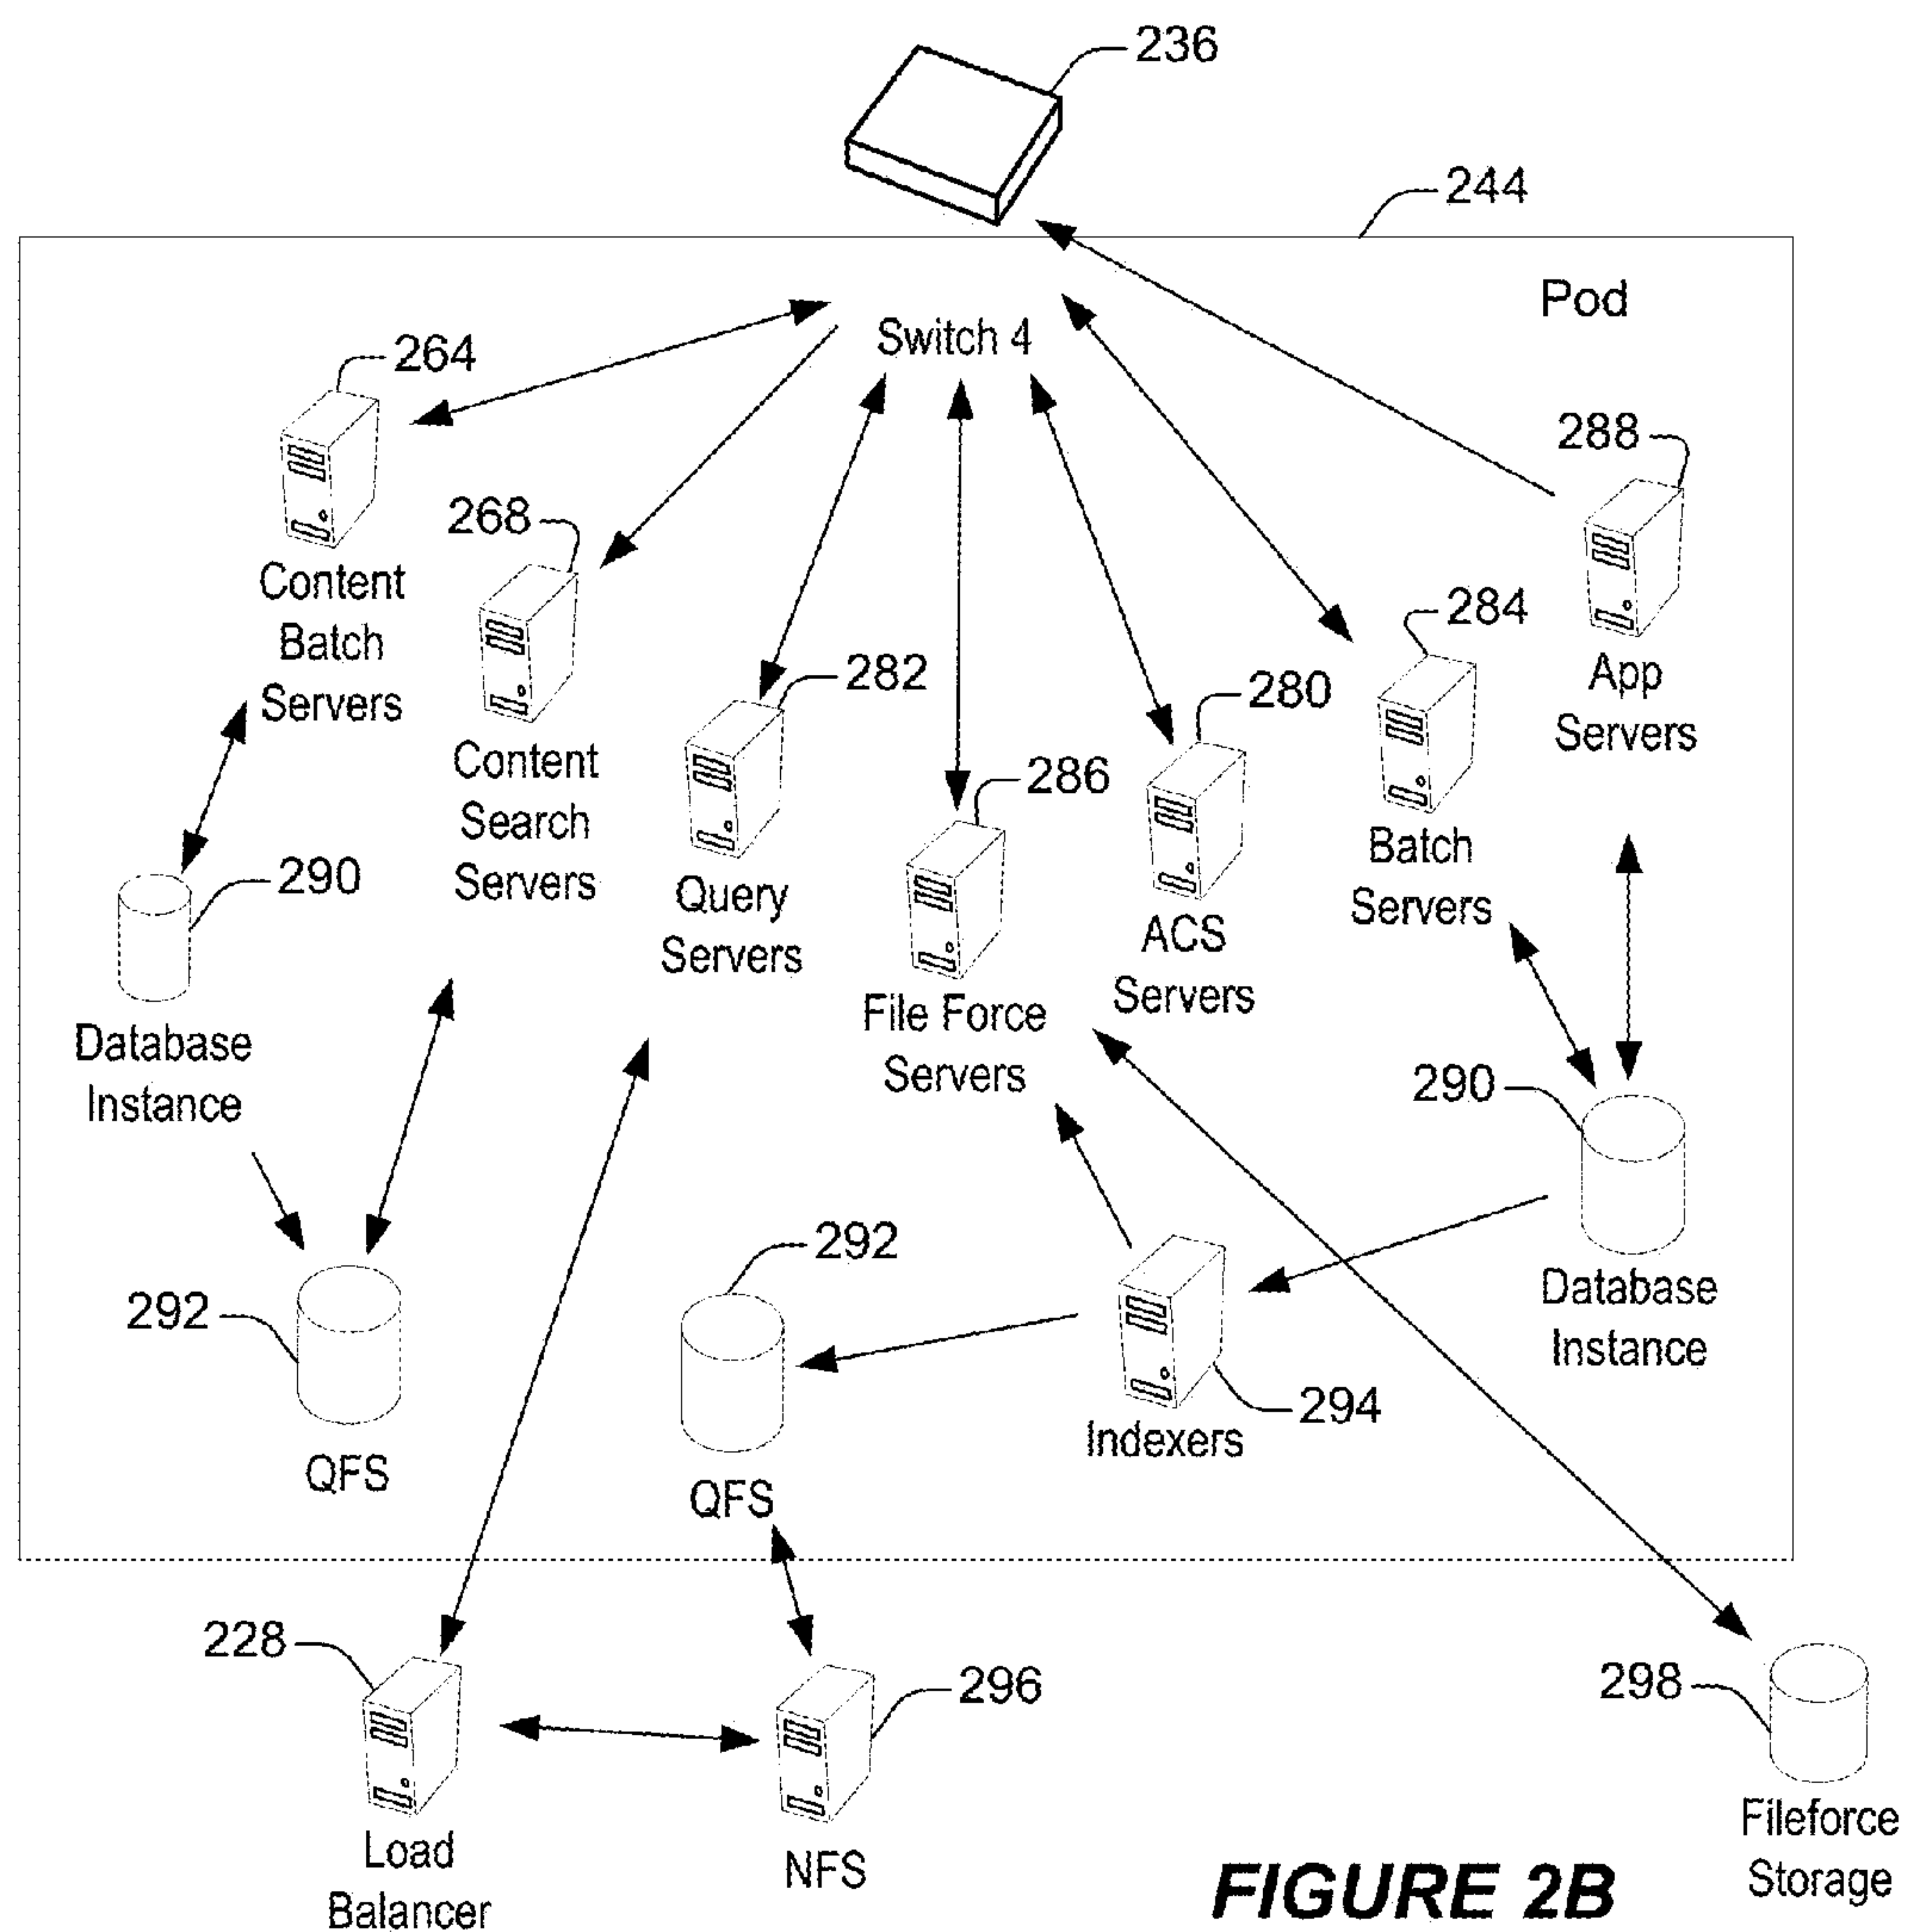 236
244
Pod
Switch 4
264
Content
Batch
Servers
268
Content
Search
Servers
282
Query
Servers
286
File Force
Servers
280
ACS
Servers
284
Batch
Servers
288
App
Servers
290
Database
Instance
290
Database
Instance
292
QFS
292
QFS
294
Indexers
228
Load
Balancer
296
NFS
298
Fileforce
Storage
FIGURE 2B